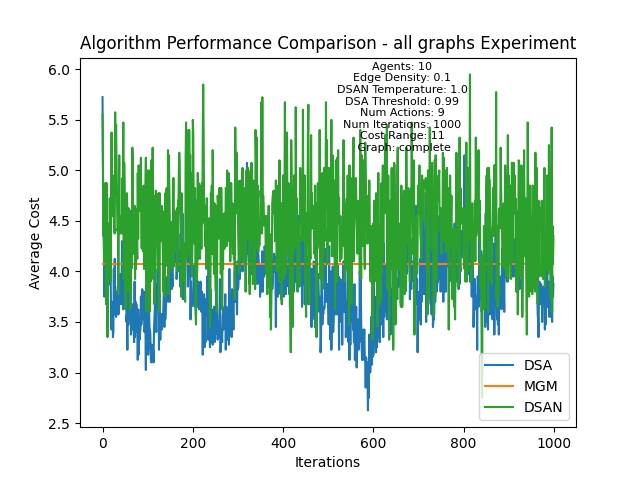 Algorithm Performance Comparison - all graphs Experiment
Agents: 10
Edge Density: 0.1
DSAN Temperature: 1.0
DSA Threshold: 0.99
Num Actions: 9
Num Iterations: 1000
Cost Range: 11
Graph: complete
6.0
5.5
5.0
4.5
4.0
3.5
3.0
2.5
Average Cost
0
200
400
600
800
1000
Iterations
DSA
MGM
DSAN